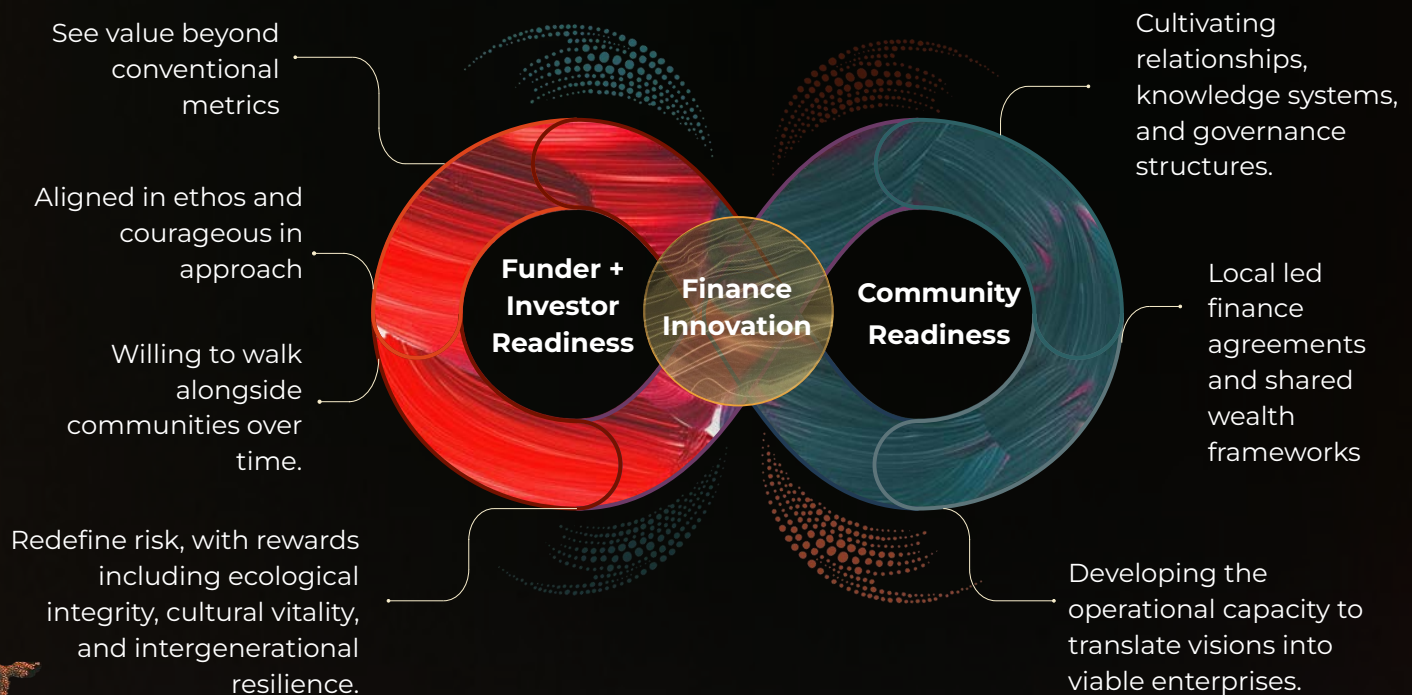 See value beyond
conventional
metrics
Aligned in ethos and
courageous in
approach
Willing to walk
alongside
communities over
time.
Redefine risk, with rewards
including ecological
integrity, cultural vitality,
and intergenerational
resilience.
Funder +
Investor
Readiness
Finance
Innovation
Community
Readiness
Cultivating
relationships,
knowledge systems,
and governance
structures.
Local led
finance
agreements
and shared
wealth
frameworks
Developing the
operational capacity to
translate visions into
viable enterprises.